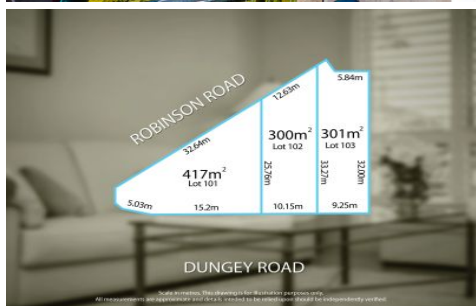 5.84m
12.63m
ROBINSON ROAD
32.64m
300m²
Lot 102
301m²
Lot 103
417m²
Lot 101
25.76m
33.27m
32.00m
5.03m
15.2m
10.15m
9.25m
DUNGEY ROAD
Scale in metres. This drawing is for illustration purposes only.
All measurements are approximate and details intended to be relied upon should be independently verified